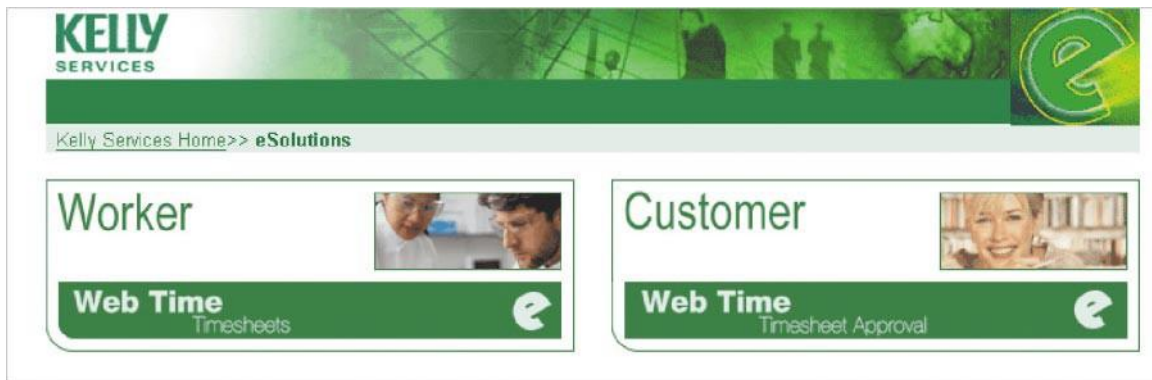 KELLY
SERVICES
e
Kelly Services Home>> eSolutions
Worker
Web Time
Timesheets
e
Customer
Web Time
Timesheet Approval
e